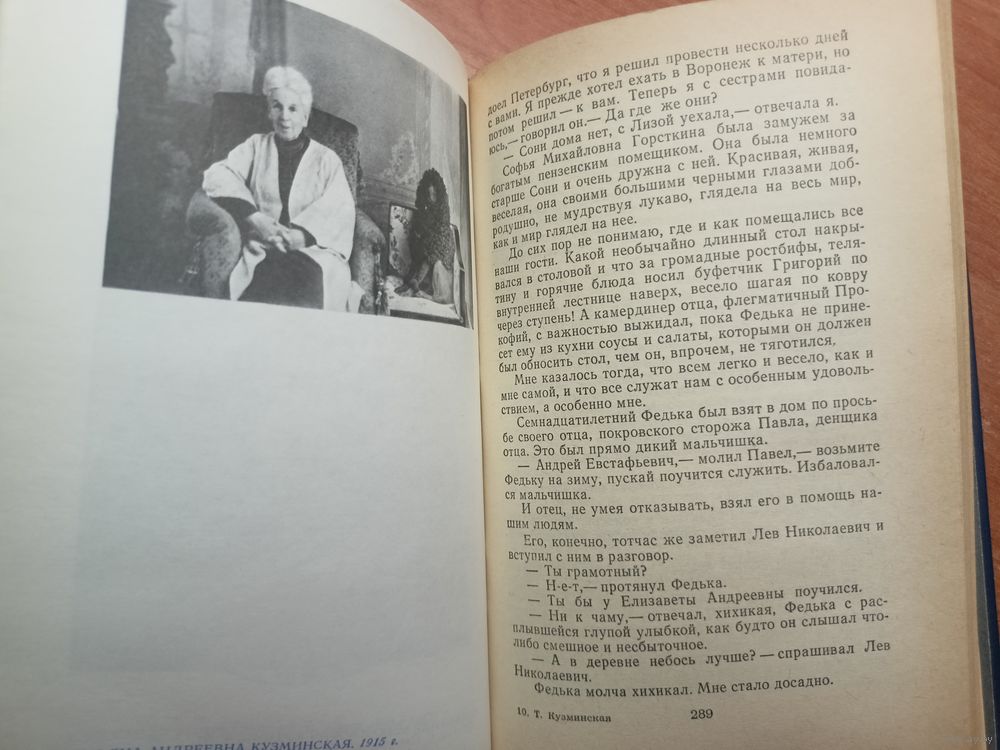 АНДРЕЕВНА КУЗМИНСКАЯ. 1915 г.
доел Петербург, что я решил провести несколько дней
с вами. Я прежде хотел ехать в Воронеж к матери, но
потом решил — к вам. Теперь я с сестрами повида-
юсь,— говорил он.— Да где же они?
— Сони дома нет, с Лизой уехала,— отвечала я.
Софья Михайловна Горсткина была замужем за
богатым пензенским помещиком. Она была немного
старше Сони и очень дружна с ней. Красивая, живая,
веселая, она своими большими черными глазами доб-
родушно, не мудрствуя лукаво, глядела на весь мир,
как и мир глядел на нее.
До сих пор не понимаю, где и как помещались все
наши гости. Какой необычайно длинный стол накры-
вался в столовой и что за громадные ростбифы, теля-
тину и горячие блюда носил буфетчик Григорий по
внутренней лестнице наверх, весело шагая по ковру
через ступень! А камердинер отца, флегматичный Про-
кофий, с важностью выжидал, пока Федька не прине-
сет ему из кухни соусы и салаты, которыми он должен
был обносить стол, чем он, впрочем, не тяготился.
Мне казалось тогда, что всем легко и весело, как и
мне самой, и что все служат нам с особенным удоволь-
ствием, а особенно мне.
Семнадцатилетний Федька был взят в дом по прось-
бе своего отца, покровского сторожа Павла, денщика
отца. Это был прямо дикий мальчишка.
— Андрей Евстафьевич,— молил Павел,— возьмите
Федьку на зиму, пускай поучится служить. Избаловал-
ся мальчишка.
И отец, не умея отказывать, взял его в помощь на-
шим людям.
Его, конечно, тотчас же заметил Лев Николаевич и
вступил с ним в разговор.
— Ты грамотный?
— Н-е-т,— протянул Федька.
— Ты бы у Елизаветы Андреевны поучился.
— Ни к чаму,— отвечал, хихикая, Федька с рас-
плывшейся глупой улыбкой, как будто он слышал что-
либо смешное и несбыточное.
— А в деревне небось лучше? — спрашивал Лев
Николаевич.
Федька молча хихикал. Мне стало досадно.
10. Т. Кузминская
289